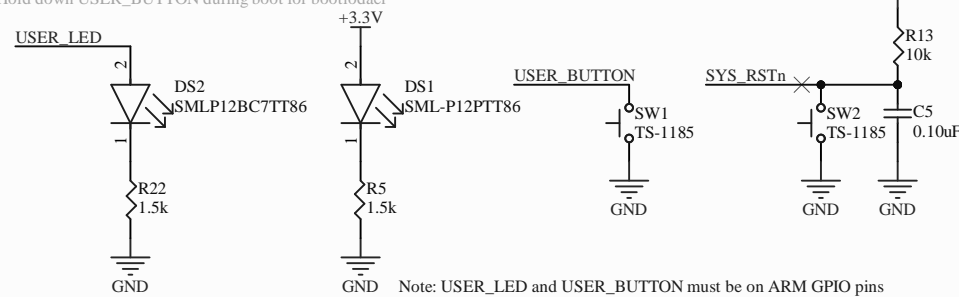 Hold down USER_BUTTON during boot for bootloader
USER_LED
2
DS2
SMLP12BC7TT86
1
R22
1.5k
GND
+3.3V
2
DS1
SML-P12PTT86
1
R5
1.5k
GND
USER_BUTTON
SW1
TS-1185
GND
SYS_RSTn
SW2
TS-1185
GND
R13
10k
C5
0.10uF
GND
Note: USER_LED and USER_BUTTON must be on ARM GPIO pins